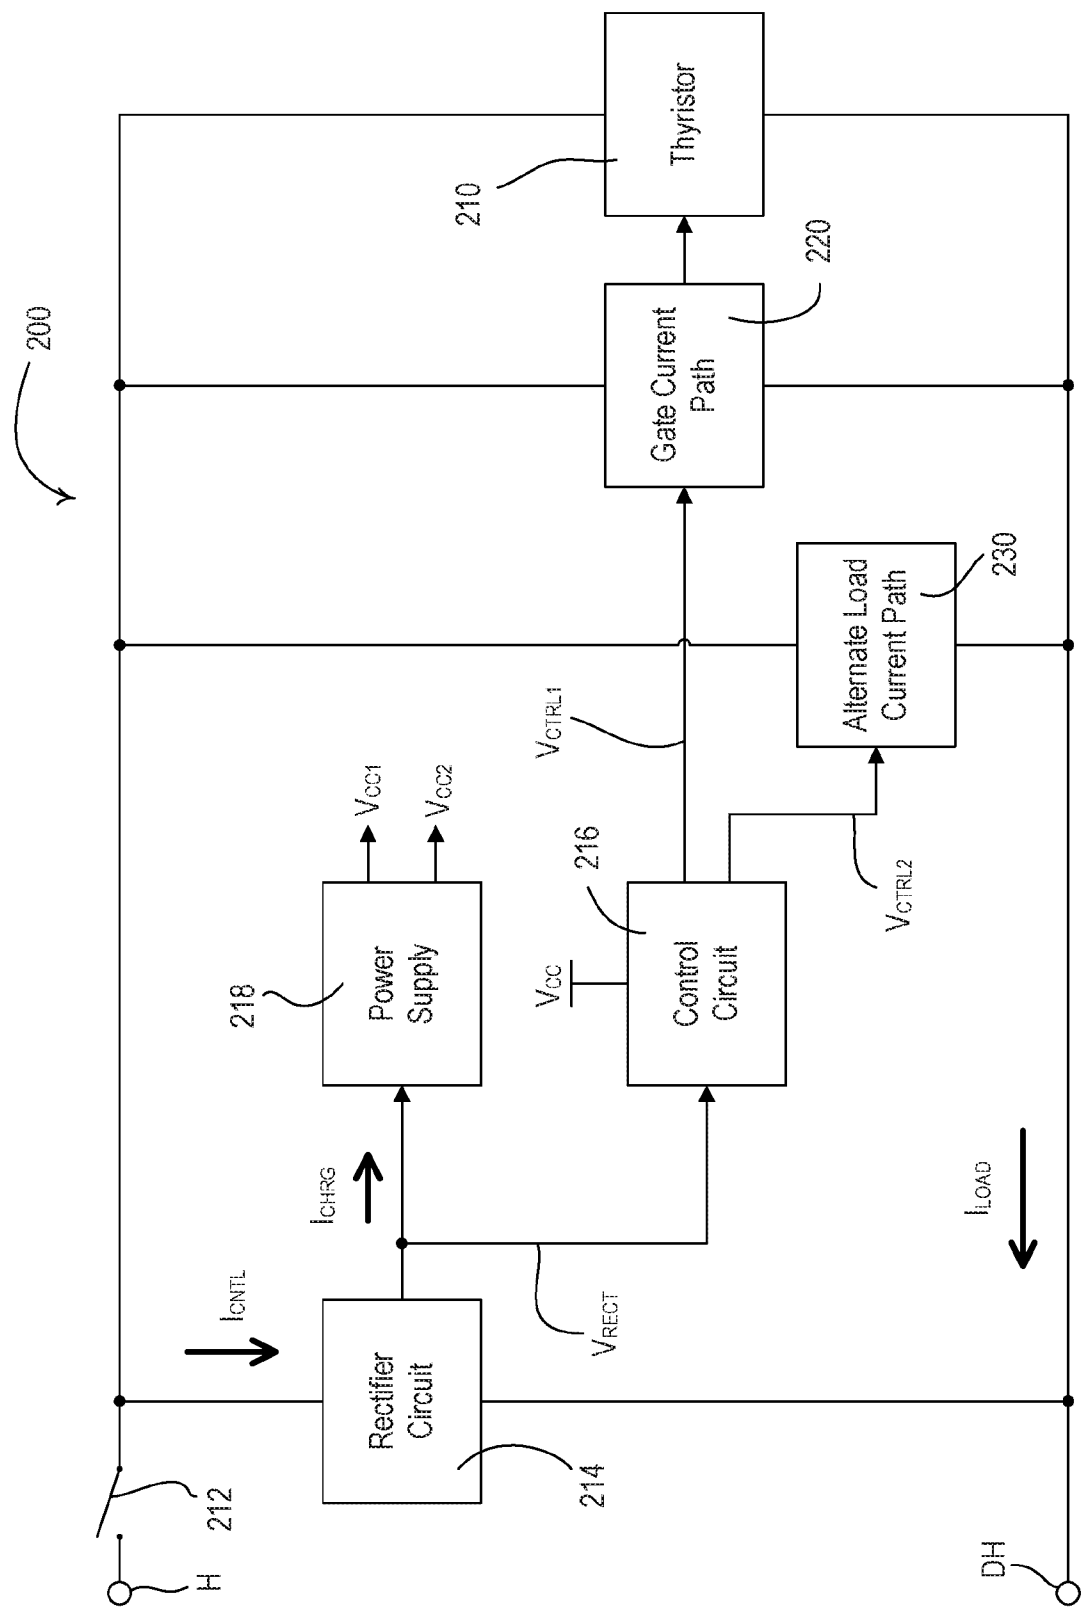 200
H
212
ICNTL
Rectifier
Circuit
214
ICHRG
VRECT
218
Power
Supply
VCC1
VCC2
VCC
216
Control
Circuit
VCTRL1
VCTRL2
Alternate Load
Current Path
230
Gate Current
Path
220
210
Thyristor
ILOAD
DH